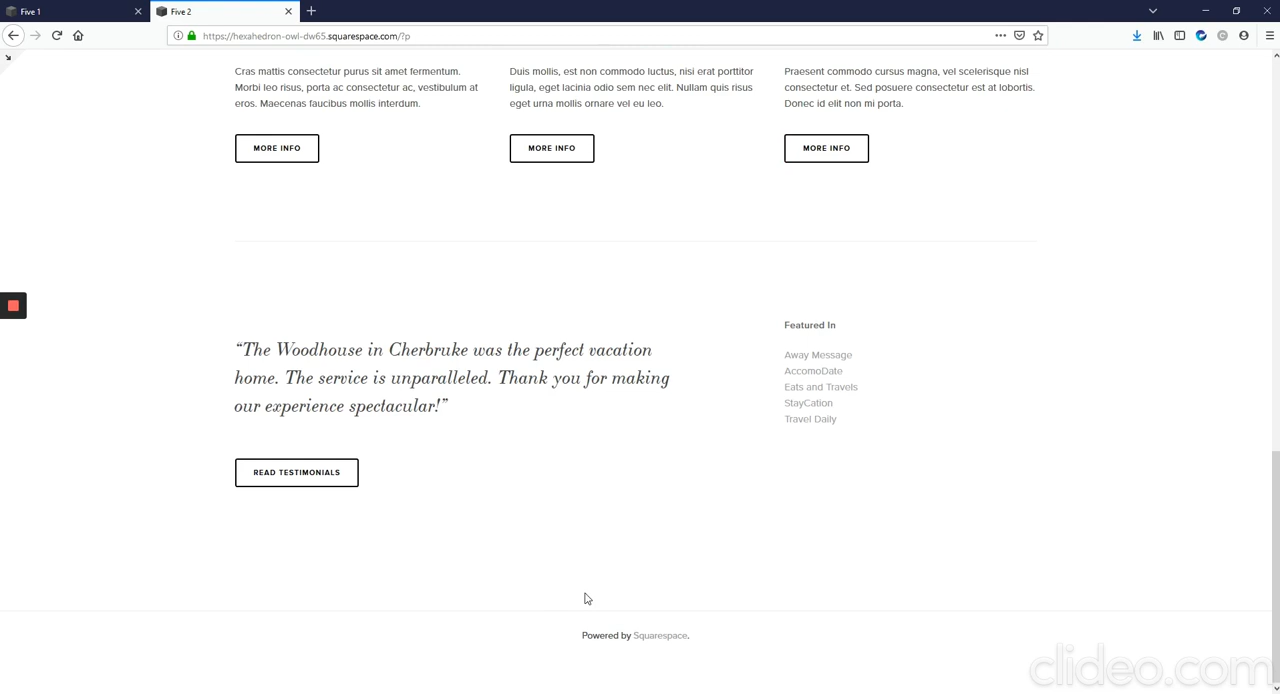 Five 1
Five 2
https://hexahedron-owl-dw65.squarespace.com/?p
Cras mattis consectetur purus sit amet fermentum.
Morbi leo risus, porta ac consectetur ac, vestibulum at
eros. Maecenas faucibus mollis interdum.
MORE INFO
Duis mollis, est non commodo luctus, nisi erat porttitor
ligula, eget lacinia odio sem nec elit. Nullam quis risus
eget urna mollis ornare vel eu leo.
MORE INFO
Praesent commodo cursus magna, vel scelerisque nisl
consectetur et. Sed posuere consectetur est at lobortis.
Donec id elit non mi porta.
MORE INFO
“The Woodhouse in Cherbruke was the perfect vacation
home. The service is unparalleled. Thank you for making
our experience spectacular!”
READ TESTIMONIALS
Featured In
Away Message
AccomoDate
Eats and Travels
StayCation
Travel Daily
Powered by Squarespace.
clideo.com